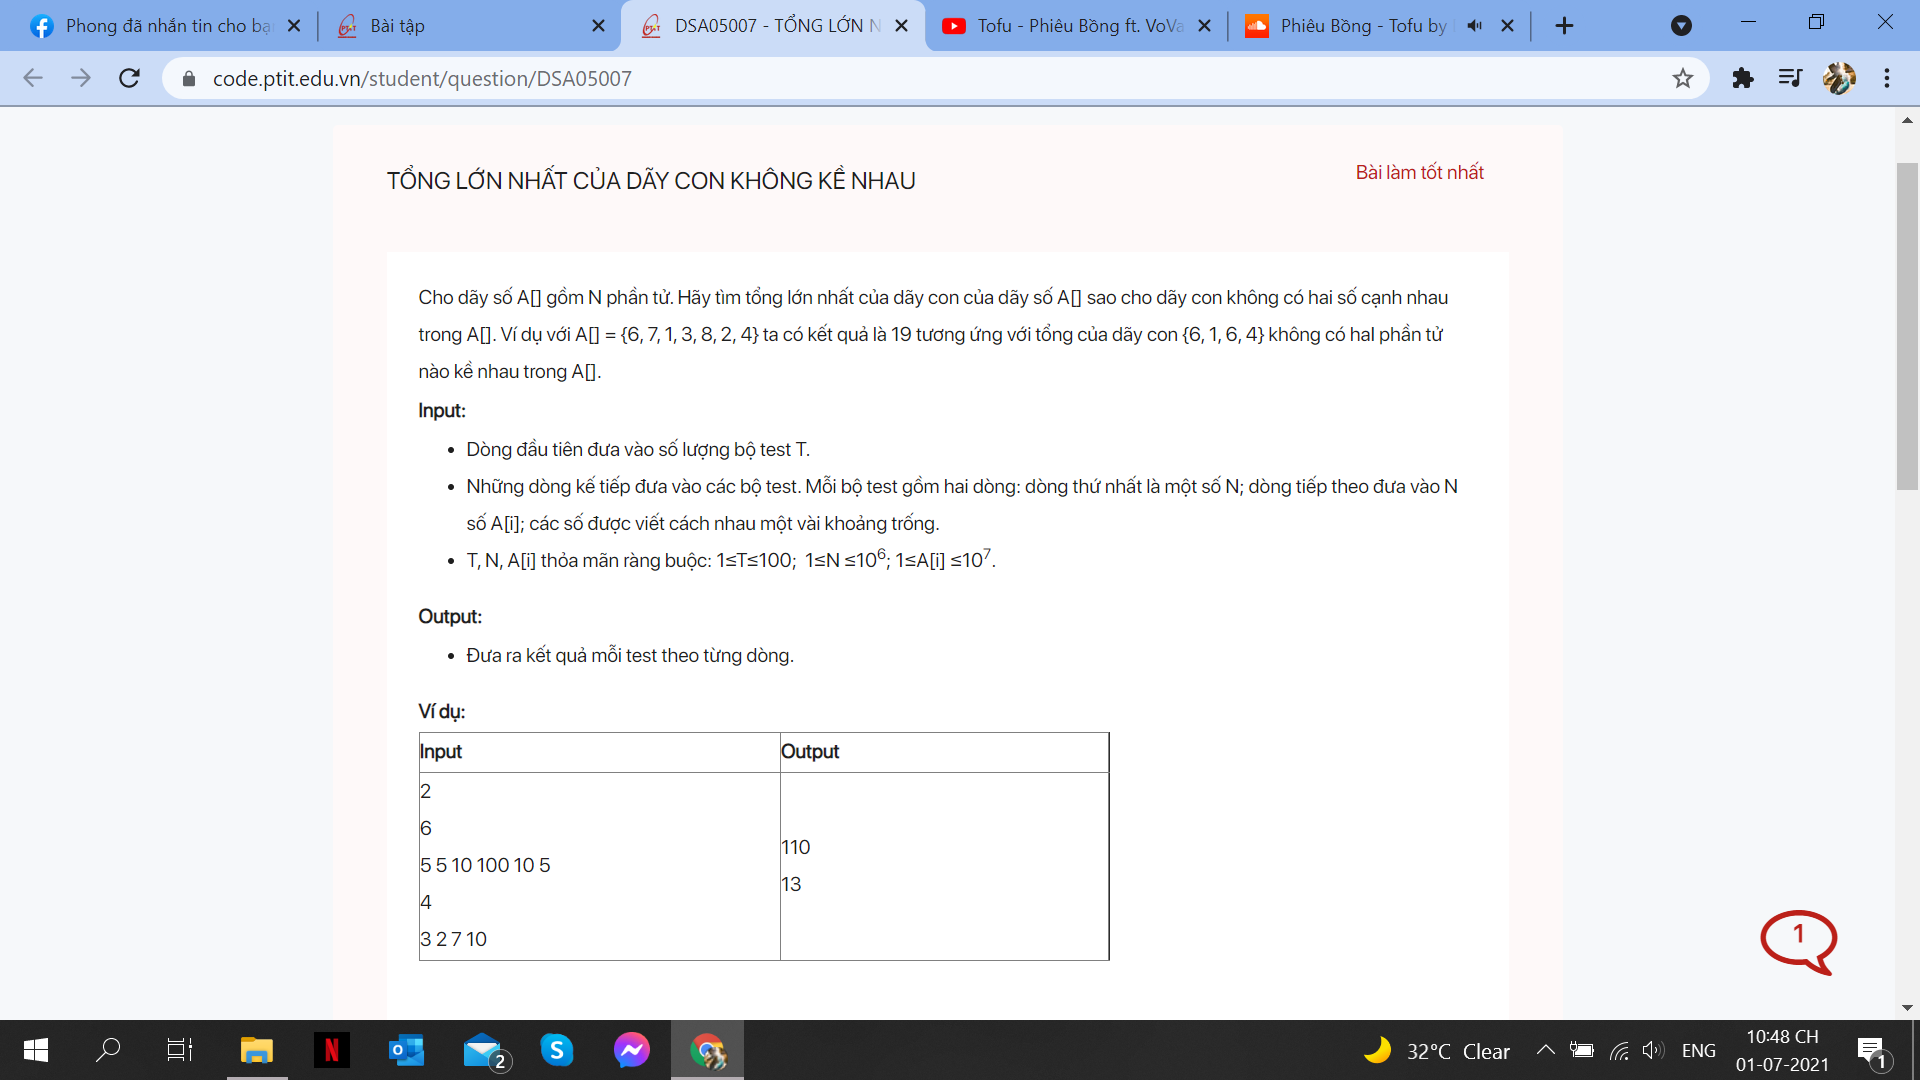 Phong đã nhắn tin cho bạ
Bài tập
DSA05007 - TỔNG LỚN N
Tofu - Phiêu Bồng ft. VoVa
Phiêu Bồng - Tofu by
code.ptit.edu.vn/student/question/DSA05007
TỔNG LỚN NHẤT CỦA DÃY CON KHÔNG KỀ NHAU
Bài làm tốt nhất
Cho dãy số A[] gồm N phần tử. Hãy tìm tổng lớn nhất của dãy con của dãy số A[] sao cho dãy con không có hai số cạnh nhau
trong A[]. Ví dụ với A[] = {6, 7, 1, 3, 8, 2, 4} ta có kết quả là 19 tương ứng với tổng của dãy con {6, 1, 6, 4} không có hal phần tử
nào kề nhau trong A[].
Input:
• Dòng đầu tiên đưa vào số lượng bộ test T.
• Những dòng kế tiếp đưa vào các bộ test. Mỗi bộ test gồm hai dòng: dòng thứ nhất là một số N; dòng tiếp theo đưa vào N
số A[i]; các số được viết cách nhau một vài khoảng trống.
• T, N, A[i] thỏa mãn ràng buộc: 1≤T≤100;  1≤N ≤10⁶; 1≤A[i] ≤10⁷.
Output:
• Đưa ra kết quả mỗi test theo từng dòng.
Ví dụ:
Input Output
2
6
5 5 10 100 10 5
4
3 2 7 10
110
13
1
N
2
S
32°C Clear
ENG
10:48 CH
01-07-2021
1